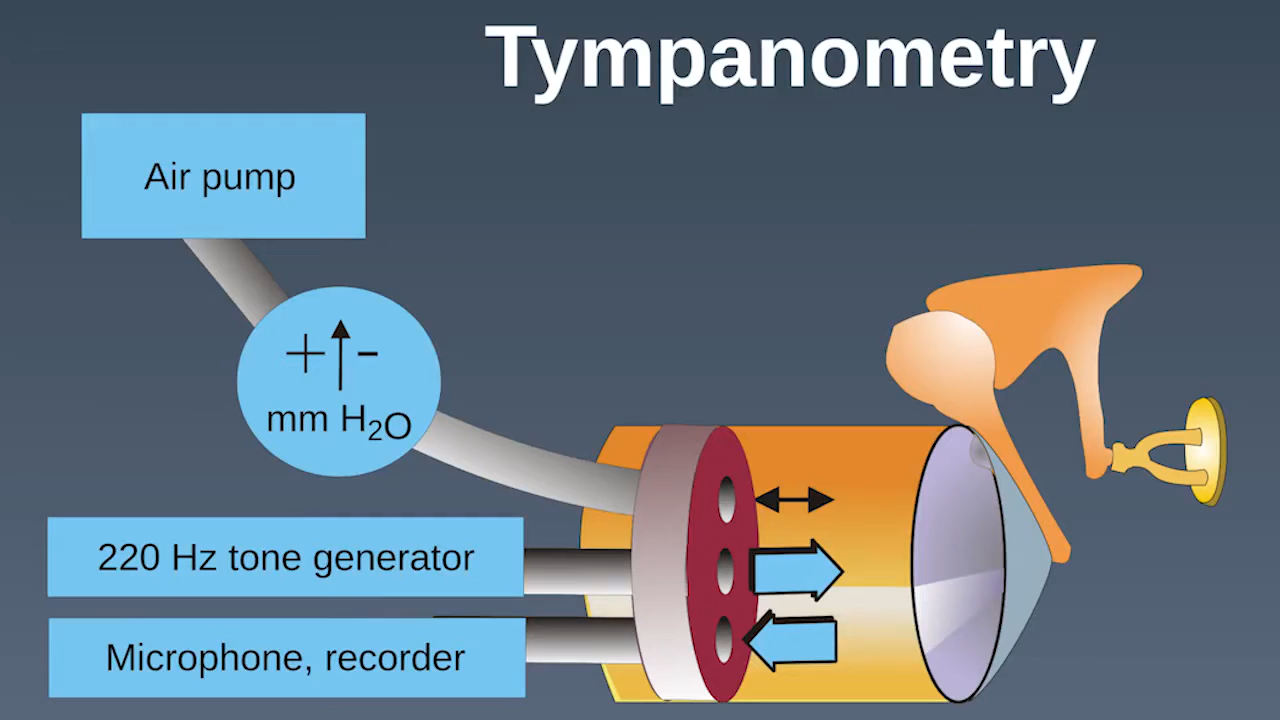 Tympanometry
Air pump
+ ↑ -
mm H₂O
220 Hz tone generator
Microphone, recorder